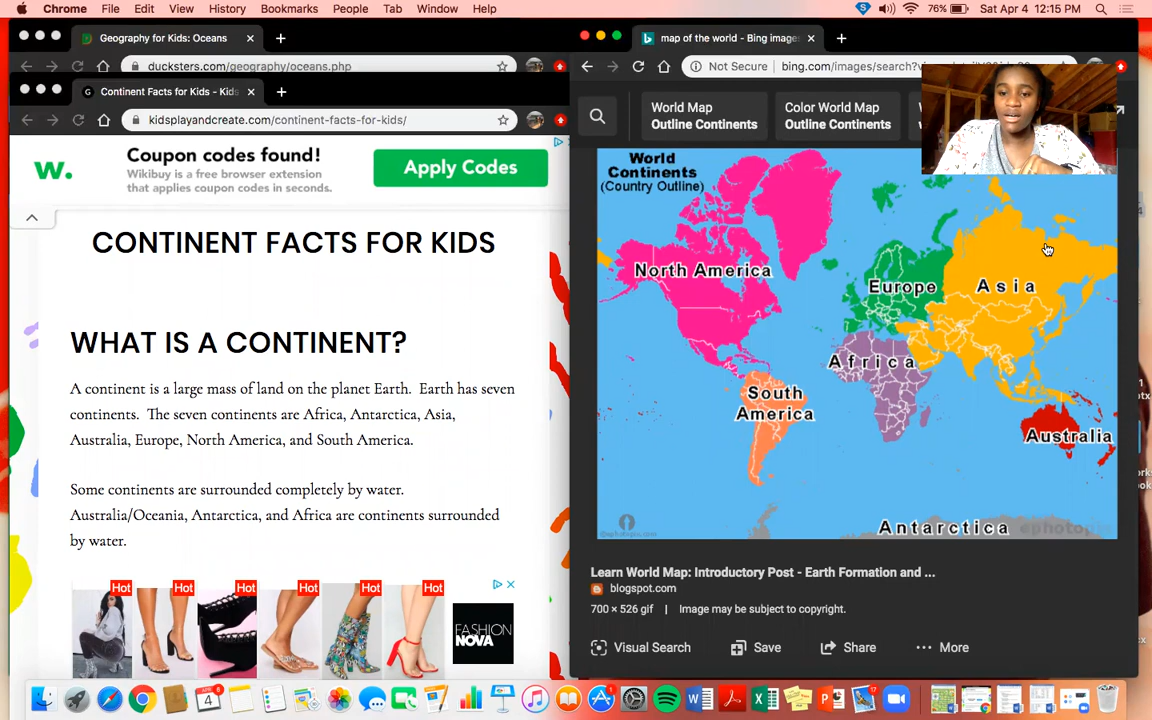 Chrome File Edit View History Bookmarks People Tab Window Help
76% Sat Apr 4 12:15 PM
Geography for Kids: Oceans
ducksters.com/geography/oceans.php
Continent Facts for Kids - Kids
kidsplayandcreate.com/continent-facts-for-kids/
w.
Coupon codes found!
Wikibuy is a free browser extension
that applies coupon codes in seconds.
Apply Codes
CONTINENT FACTS FOR KIDS
WHAT IS A CONTINENT?
A continent is a large mass of land on the planet Earth. Earth has seven
continents. The seven continents are Africa, Antarctica, Asia,
Australia, Europe, North America, and South America.
Some continents are surrounded completely by water.
Australia/Oceania, Antarctica, and Africa are continents surrounded
by water.
Hot Hot Hot Hot Hot Hot
FASHION
NOVA
map of the world - Bing images
Not Secure bing.com/images/search?
World Map
Outline Continents
Color World Map
Outline Continents
World
Continents
(Country Outline)
North America
Europe
Asia
Africa
South
America
Australia
Antarctica
Learn World Map: Introductory Post - Earth Formation and ...
blogspot.com
700 × 526 gif | Image may be subject to copyright.
Visual Search Save Share More